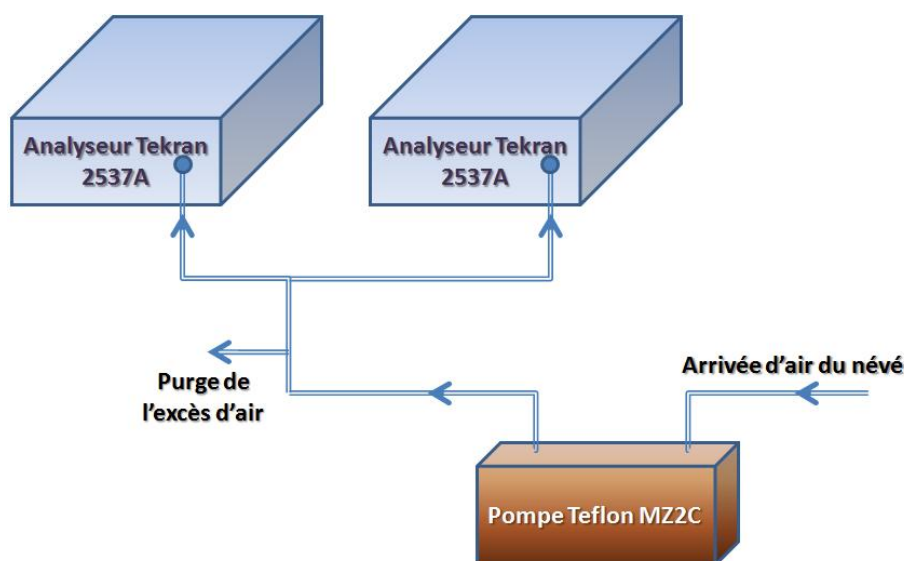 Analyseur Tekran
2537A
Analyseur Tekran
2537A
Purge de
l'excès d'air
Arrivée d'air du névé
Pompe Teflon MZ2C